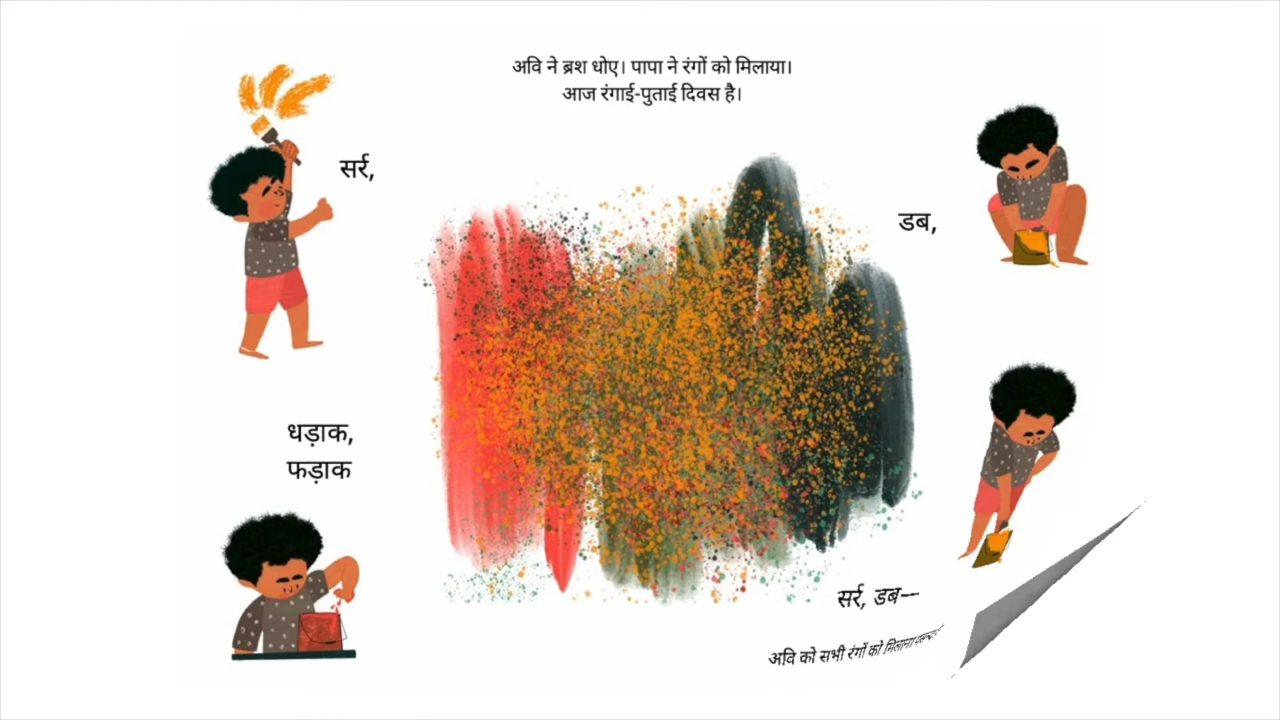 अवि ने ब्रश धोए। पापा ने रंगों को मिलाया।
आज रंगाई-पुताई दिवस है।
सर्र,
डब,
धड़ाक,
फड़ाक
सर्र, डब—
अवि को सभी रंगों को मिलाना